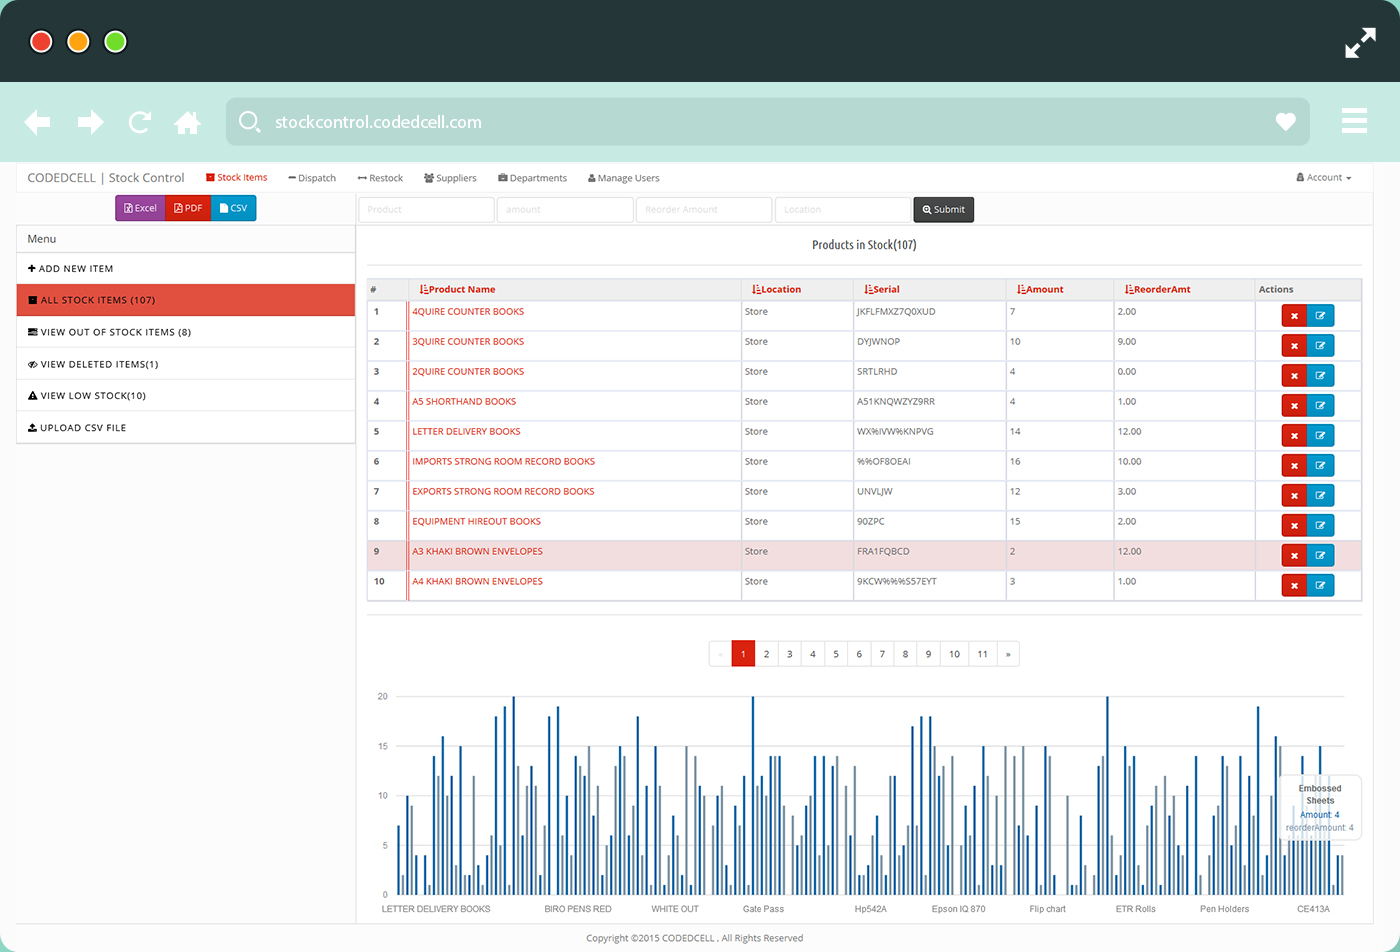 stockcontrol.codedcell.com
CODEDCELL | Stock Control Stock Items Dispatch Restock Suppliers Departments Manage Users Account
Excel PDF CSV Product amount Reorder Amount Location Submit
Menu
ADD NEW ITEM
ALL STOCK ITEMS (107)
VIEW OUT OF STOCK ITEMS (8)
VIEW DELETED ITEMS(1)
VIEW LOW STOCK(10)
UPLOAD CSV FILE
Products in Stock(107)
# Product Name Location Serial Amount ReorderAmt Actions
1 4QUIRE COUNTER BOOKS Store JKFLFMXZ7Q0XUD 7 2.00
2 3QUIRE COUNTER BOOKS Store DYJWNOP 10 9.00
3 2QUIRE COUNTER BOOKS Store SRTLRHD 4 0.00
4 A5 SHORTHAND BOOKS Store A51KNQWZYZ9RR 4 1.00
5 LETTER DELIVERY BOOKS Store WX%IVW%KNPVG 14 12.00
6 IMPORTS STRONG ROOM RECORD BOOKS Store %%OF8OEAI 16 10.00
7 EXPORTS STRONG ROOM RECORD BOOKS Store UNVLJW 12 3.00
8 EQUIPMENT HIREOUT BOOKS Store 90ZPC 15 2.00
9 A3 KHAKI BROWN ENVELOPES Store FRA1FQBCD 2 12.00
10 A4 KHAKI BROWN ENVELOPES Store 9KCW%%%S57EYT 3 1.00
« 1 2 3 4 5 6 7 8 9 10 11 »
20
15
10
5
0
Embossed
Sheets
Amount: 4
reorderAmount: 4
LETTER DELIVERY BOOKS BIRO PENS RED WHITE OUT Gate Pass Hp542A Epson IQ 870 Flip chart ETR Rolls Pen Holders CE413A
Copyright ©2015 CODEDCELL . All Rights Reserved